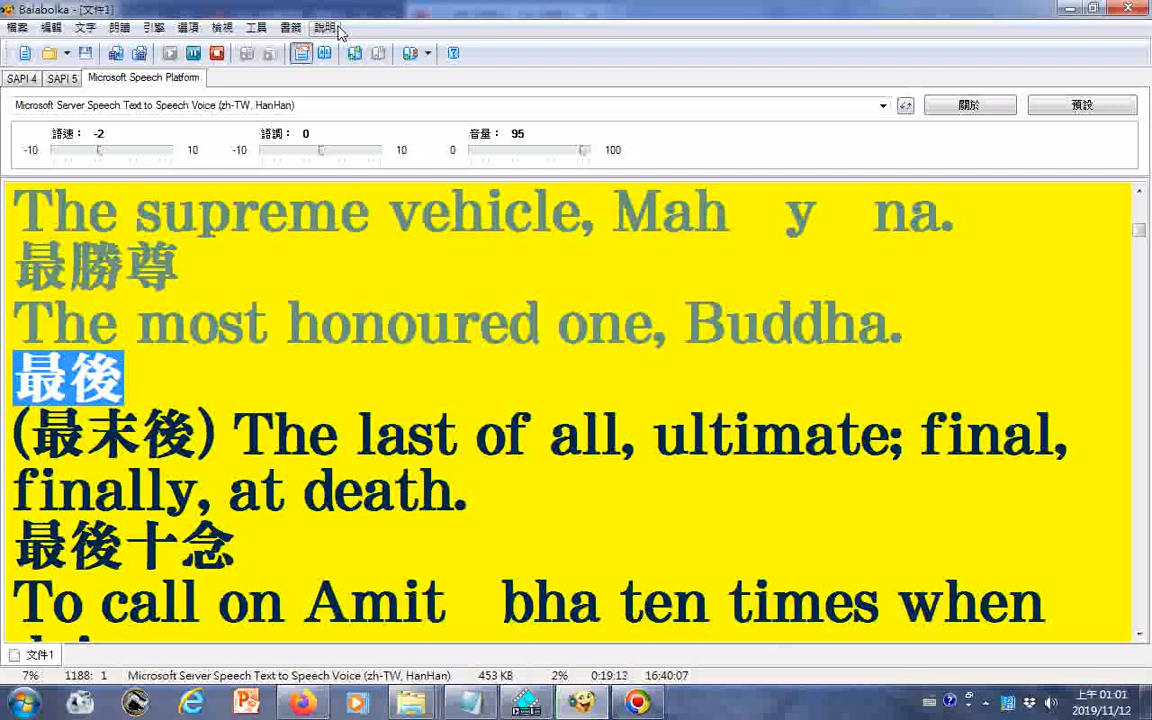 Balabolka - [文件1]
檔案 編輯 文字 朗讀 引擎 選項 檢視 工具 書籤 說明
SAPI 4 SAPI 5 Microsoft Speech Platform
Microsoft Server Speech Text to Speech Voice (zh-TW, HanHan) 關於 預設
語速： -2 語調： 0 音量： 95
-10 10 -10 10 0 100
The supreme vehicle, Mah y na.
最勝尊
The most honoured one, Buddha.
最後
(最末後) The last of all, ultimate; final,
finally, at death.
最後十念
To call on Amit bha ten times when
文件1
7% 1188: 1 Microsoft Server Speech Text to Speech Voice (zh-TW, HanHan) 453 KB 2% 0:19:13 16:40:07
上午 01:01
2019/11/12